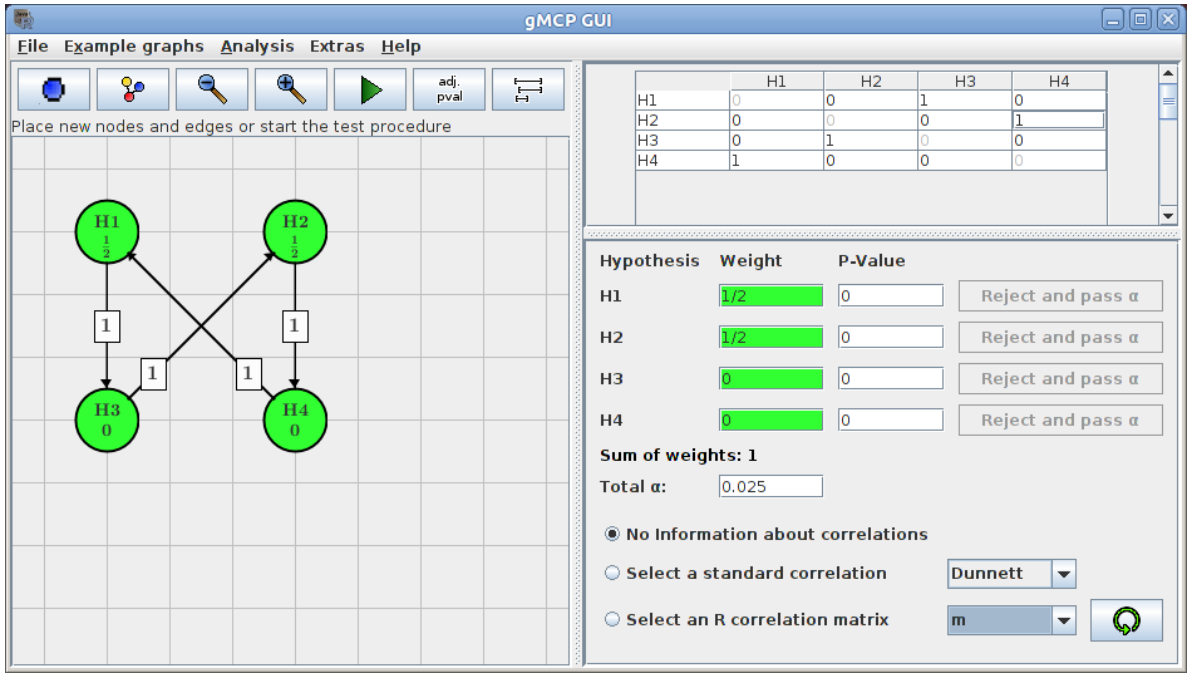 gMCP GUI
File Example graphs Analysis Extras Help
adj.
pval
Place new nodes and edges or start the test procedure
H1
1/2
H2
1/2
1
1
1
1
H3
0
H4
0
H1 H2 H3 H4
H1 0 0 1 0
H2 0 0 0 1
H3 0 1 0 0
H4 1 0 0 0
Hypothesis Weight P-Value
H1 1/2 0 Reject and pass α
H2 1/2 0 Reject and pass α
H3 0 0 Reject and pass α
H4 0 0 Reject and pass α
Sum of weights: 1
Total α: 0.025
No Information about correlations
Select a standard correlation Dunnett
Select an R correlation matrix m